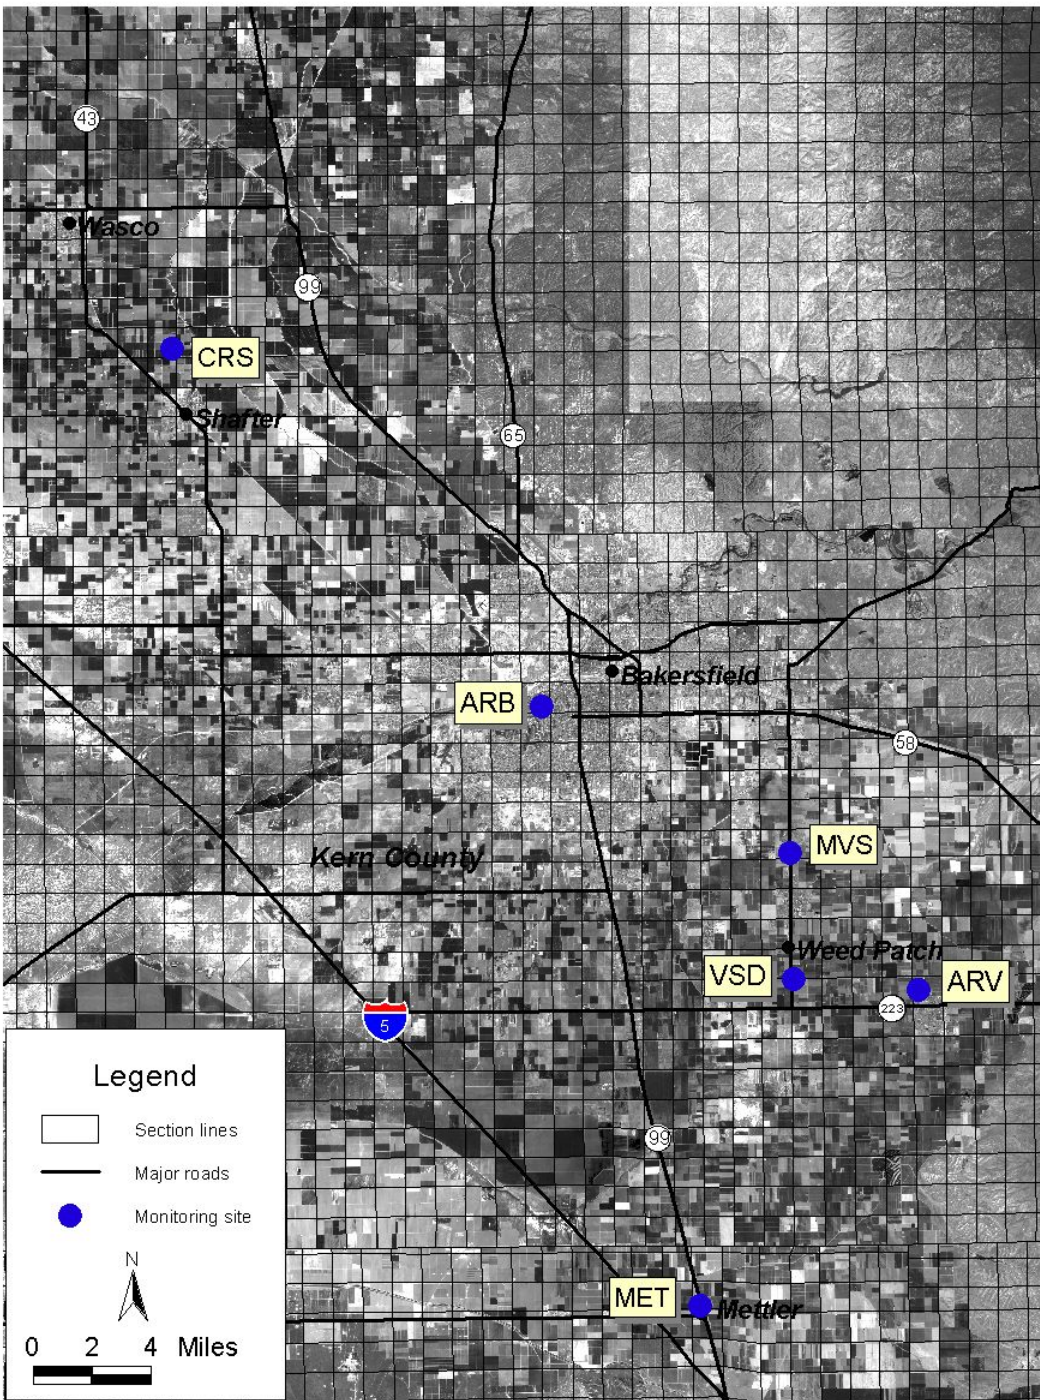 43
Wasco
99
CRS
Shafter
65
Bakersfield
ARB
58
MVS
Kern County
Weed Patch
VSD
ARV
223
5
Legend
Section lines
Major roads
Monitoring site
99
N
MET
Mettler
0 2 4 Miles